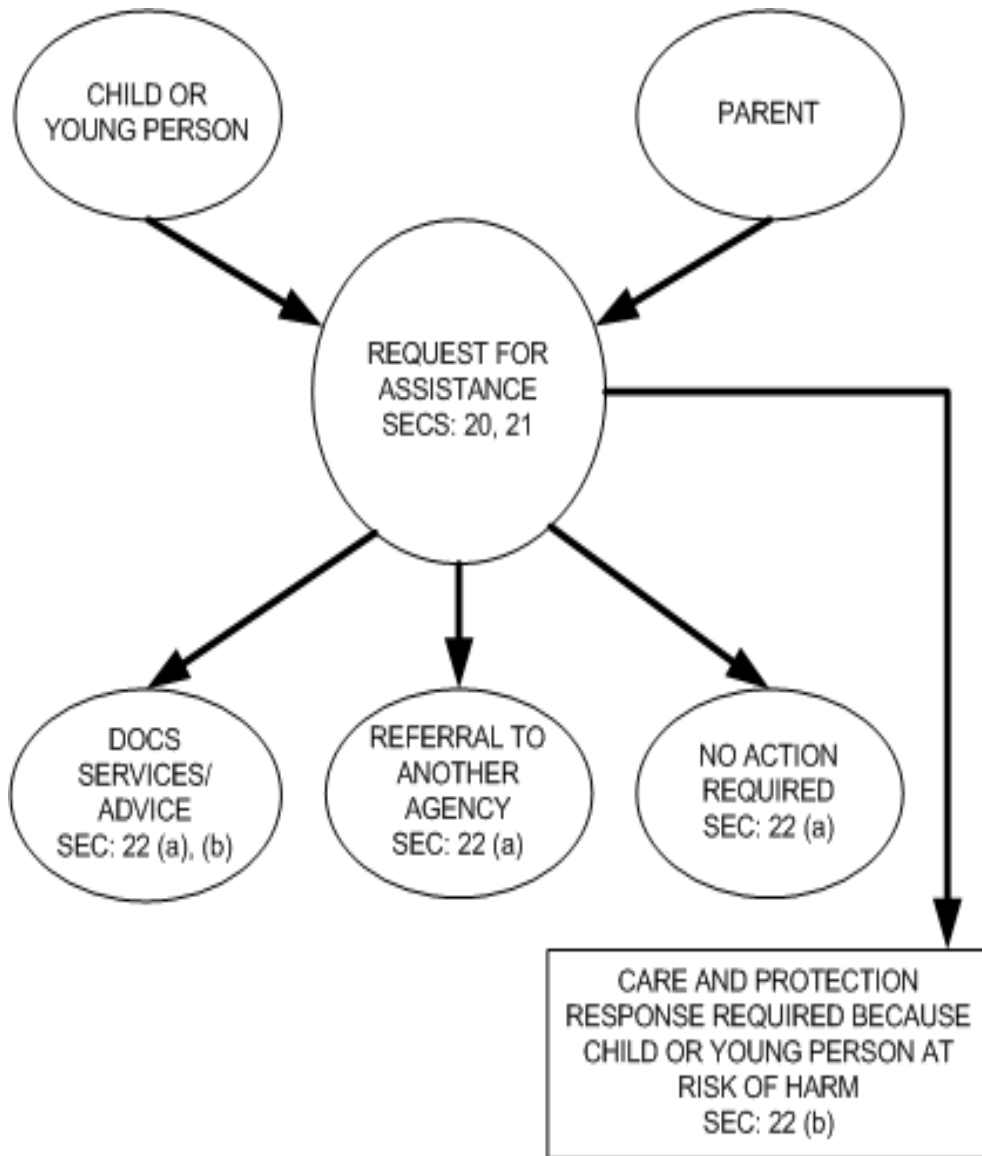 CHILD OR
YOUNG PERSON
PARENT
REQUEST FOR
ASSISTANCE
SECS: 20, 21
DOCS
SERVICES/
ADVICE
SEC: 22 (a), (b)
REFERRAL TO
ANOTHER
AGENCY
SEC: 22 (a)
NO ACTION
REQUIRED
SEC: 22 (a)
CARE AND PROTECTION
RESPONSE REQUIRED BECAUSE
CHILD OR YOUNG PERSON AT
RISK OF HARM
SEC: 22 (b)